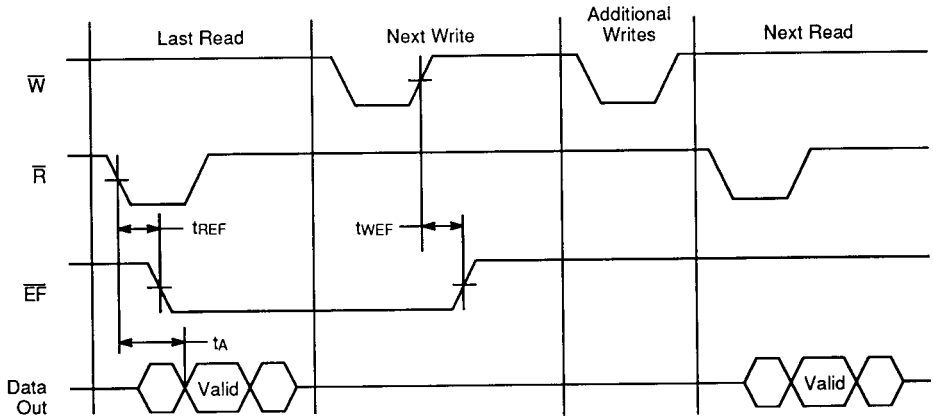 Last Read
Next Write
Additional
Writes
Next Read
W
R
tREF
tWEF
EF
tA
Data
Out
Valid
Valid